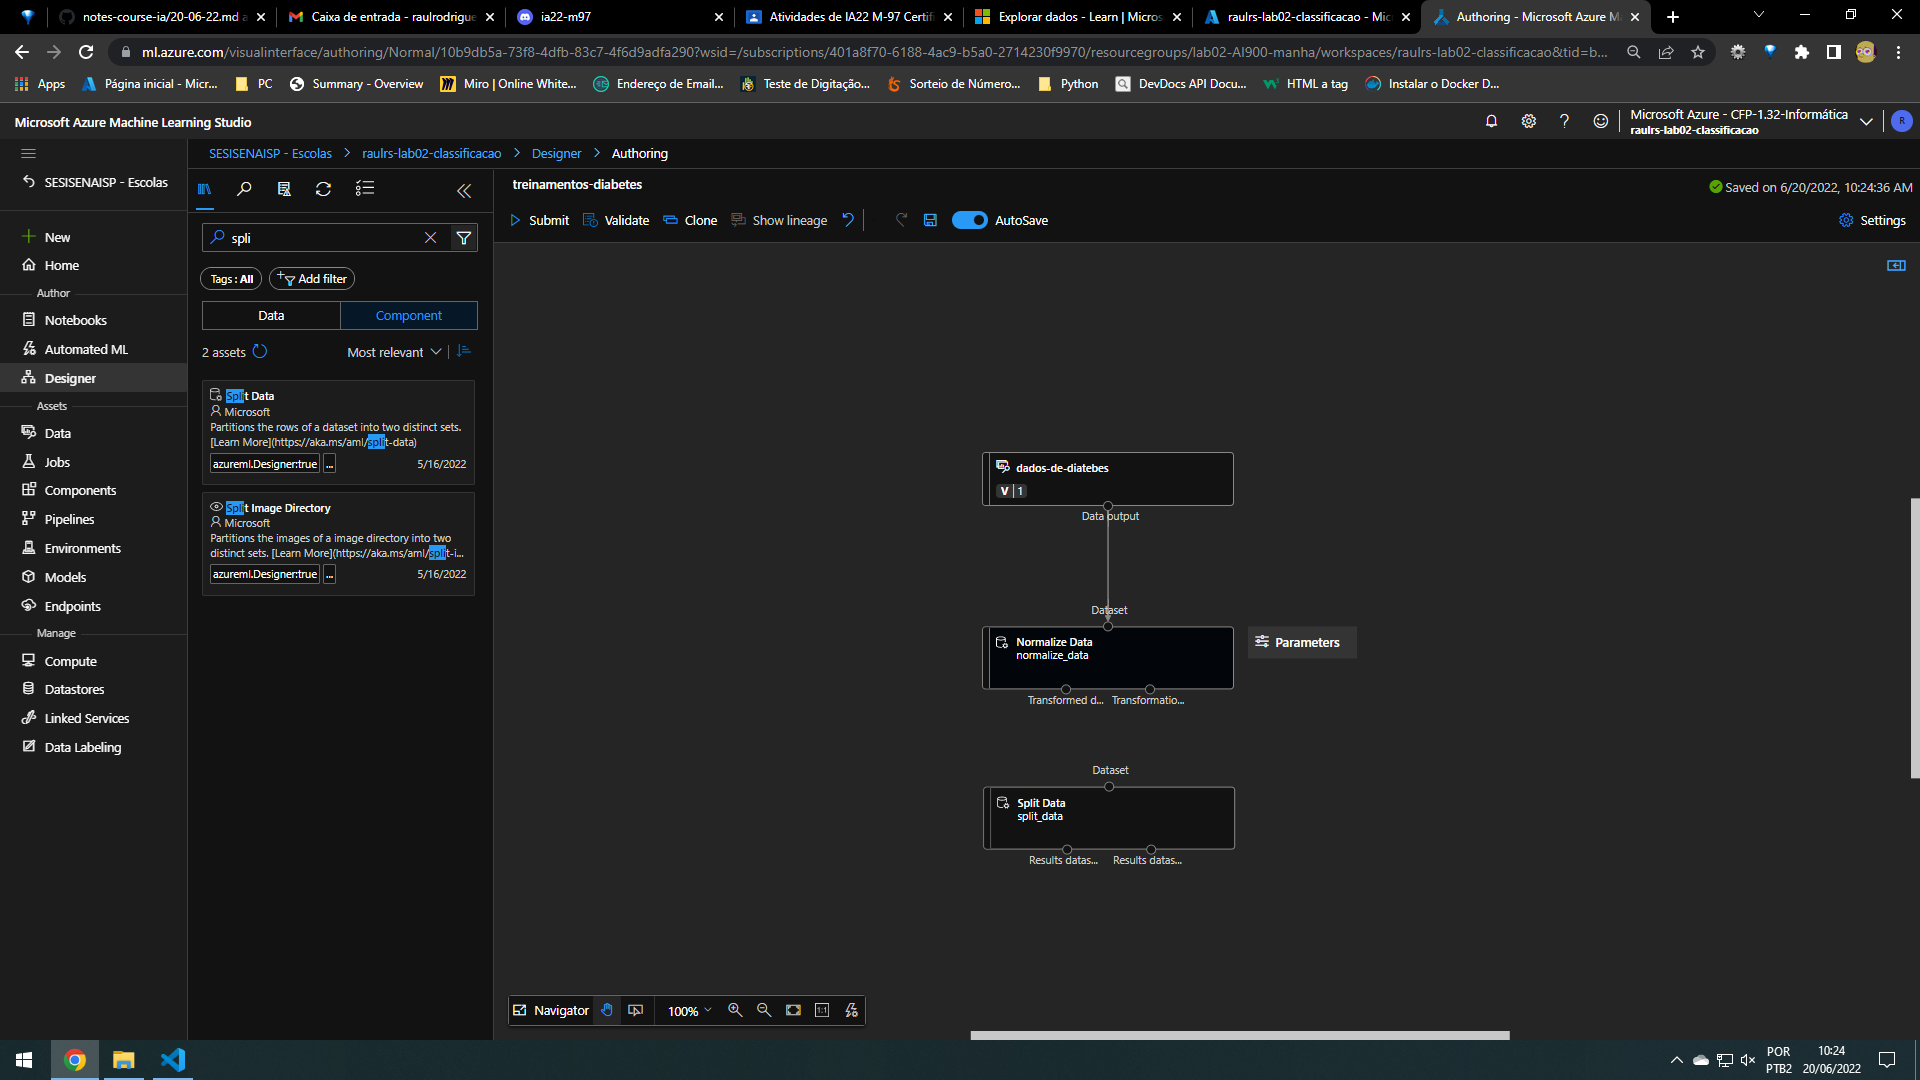 notes-course-ia/20-06-22.md a
Caixa de entrada - raulrodrigue
ia22-m97
Atividades de IA22 M-97 Certifi
Explorar dados - Learn | Micros
raulrs-lab02-classificacao - Mic
Authoring - Microsoft Azure M
ml.azure.com/visualinterface/authoring/Normal/10b9db5a-73f8-4dfb-83c7-4f6d9adfa290?wsid=/subscriptions/401a8f70-6188-4ac9-b5a0-2714230f9970/resourcegroups/lab02-AI900-manha/workspaces/raulrs-lab02-classificacao&tid=b...
Apps
Página inicial - Micr...
PC
Summary - Overview
Miro | Online White...
Endereço de Email...
Teste de Digitação...
Sorteio de Número...
Python
DevDocs API Docu...
HTML a tag
Instalar o Docker D...
Microsoft Azure Machine Learning Studio
Microsoft Azure - CFP-1.32-Informática
raulrs-lab02-classificacao
R
SESISENAISP - Escolas
New
Home
Author
Notebooks
Automated ML
Designer
Assets
Data
Jobs
Components
Pipelines
Environments
Models
Endpoints
Manage
Compute
Datastores
Linked Services
Data Labeling
SESISENAISP - Escolas > raulrs-lab02-classificacao > Designer > Authoring
spli
Tags : All
Add filter
Data
Component
2 assets
Most relevant
Split Data
Microsoft
Partitions the rows of a dataset into two distinct sets.
[Learn More](https://aka.ms/aml/split-data)
azureml.Designer:true
...
5/16/2022
Split Image Directory
Microsoft
Partitions the images of a image directory into two
distinct sets. [Learn More](https://aka.ms/aml/split-i...
azureml.Designer:true
...
5/16/2022
treinamentos-diabetes
Saved on 6/20/2022, 10:24:36 AM
Submit
Validate
Clone
Show lineage
AutoSave
Settings
dados-de-diatebes
V 1
Data output
Dataset
Normalize Data
normalize_data
Parameters
Transformed d...
Transformatio...
Dataset
Split Data
split_data
Results datas...
Results datas...
Navigator
100%
1:1
POR
PTB2
10:24
20/06/2022